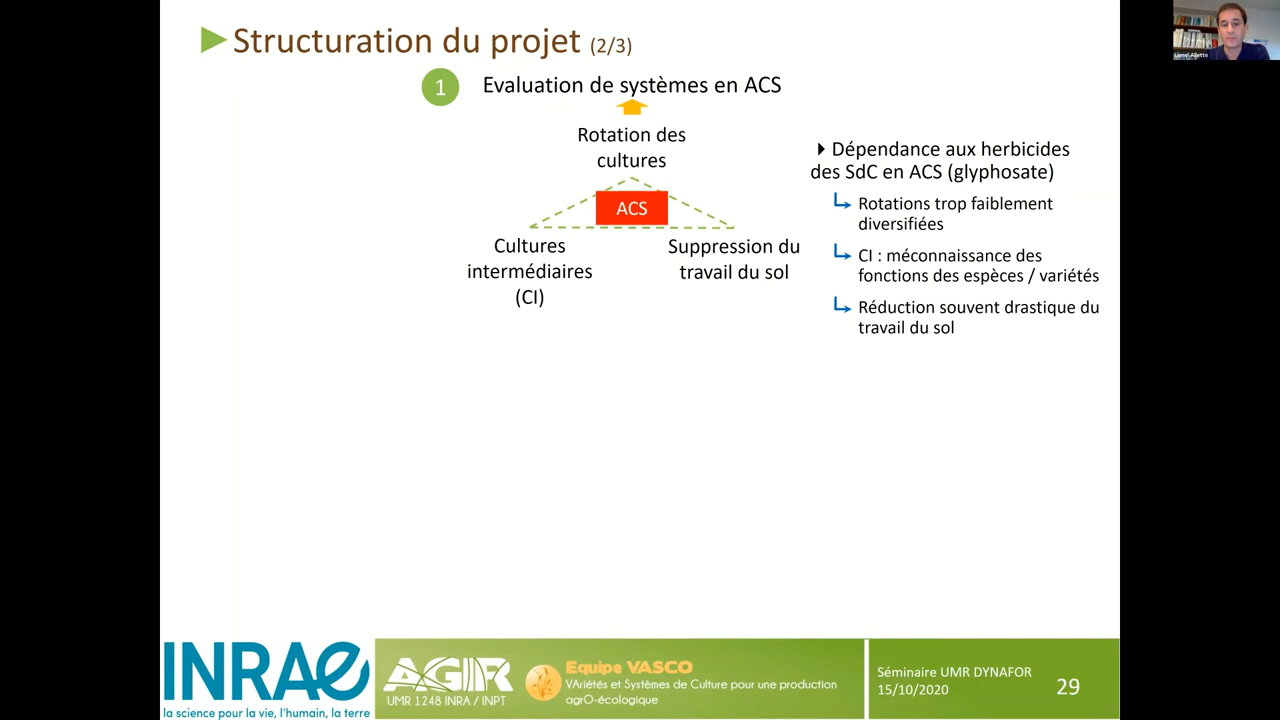 Structuration du projet (2/3)
1
Evaluation de systèmes en ACS
Rotation des
cultures
ACS
Cultures
intermédiaires
(CI)
Suppression du
travail du sol
Dépendance aux herbicides
des SdC en ACS (glyphosate)
Rotations trop faiblement
diversifiées
CI : méconnaissance des
fonctions des espèces / variétés
Réduction souvent drastique du
travail du sol
Lionel Alletto
INRAE
la science pour la vie, l'humain, la terre
AGIR
UMR 1248 INRA / INPT
Equipe VASCO
VAriétés et Systèmes de Culture pour une production
agrO-écologique
Séminaire UMR DYNAFOR
15/10/2020
29